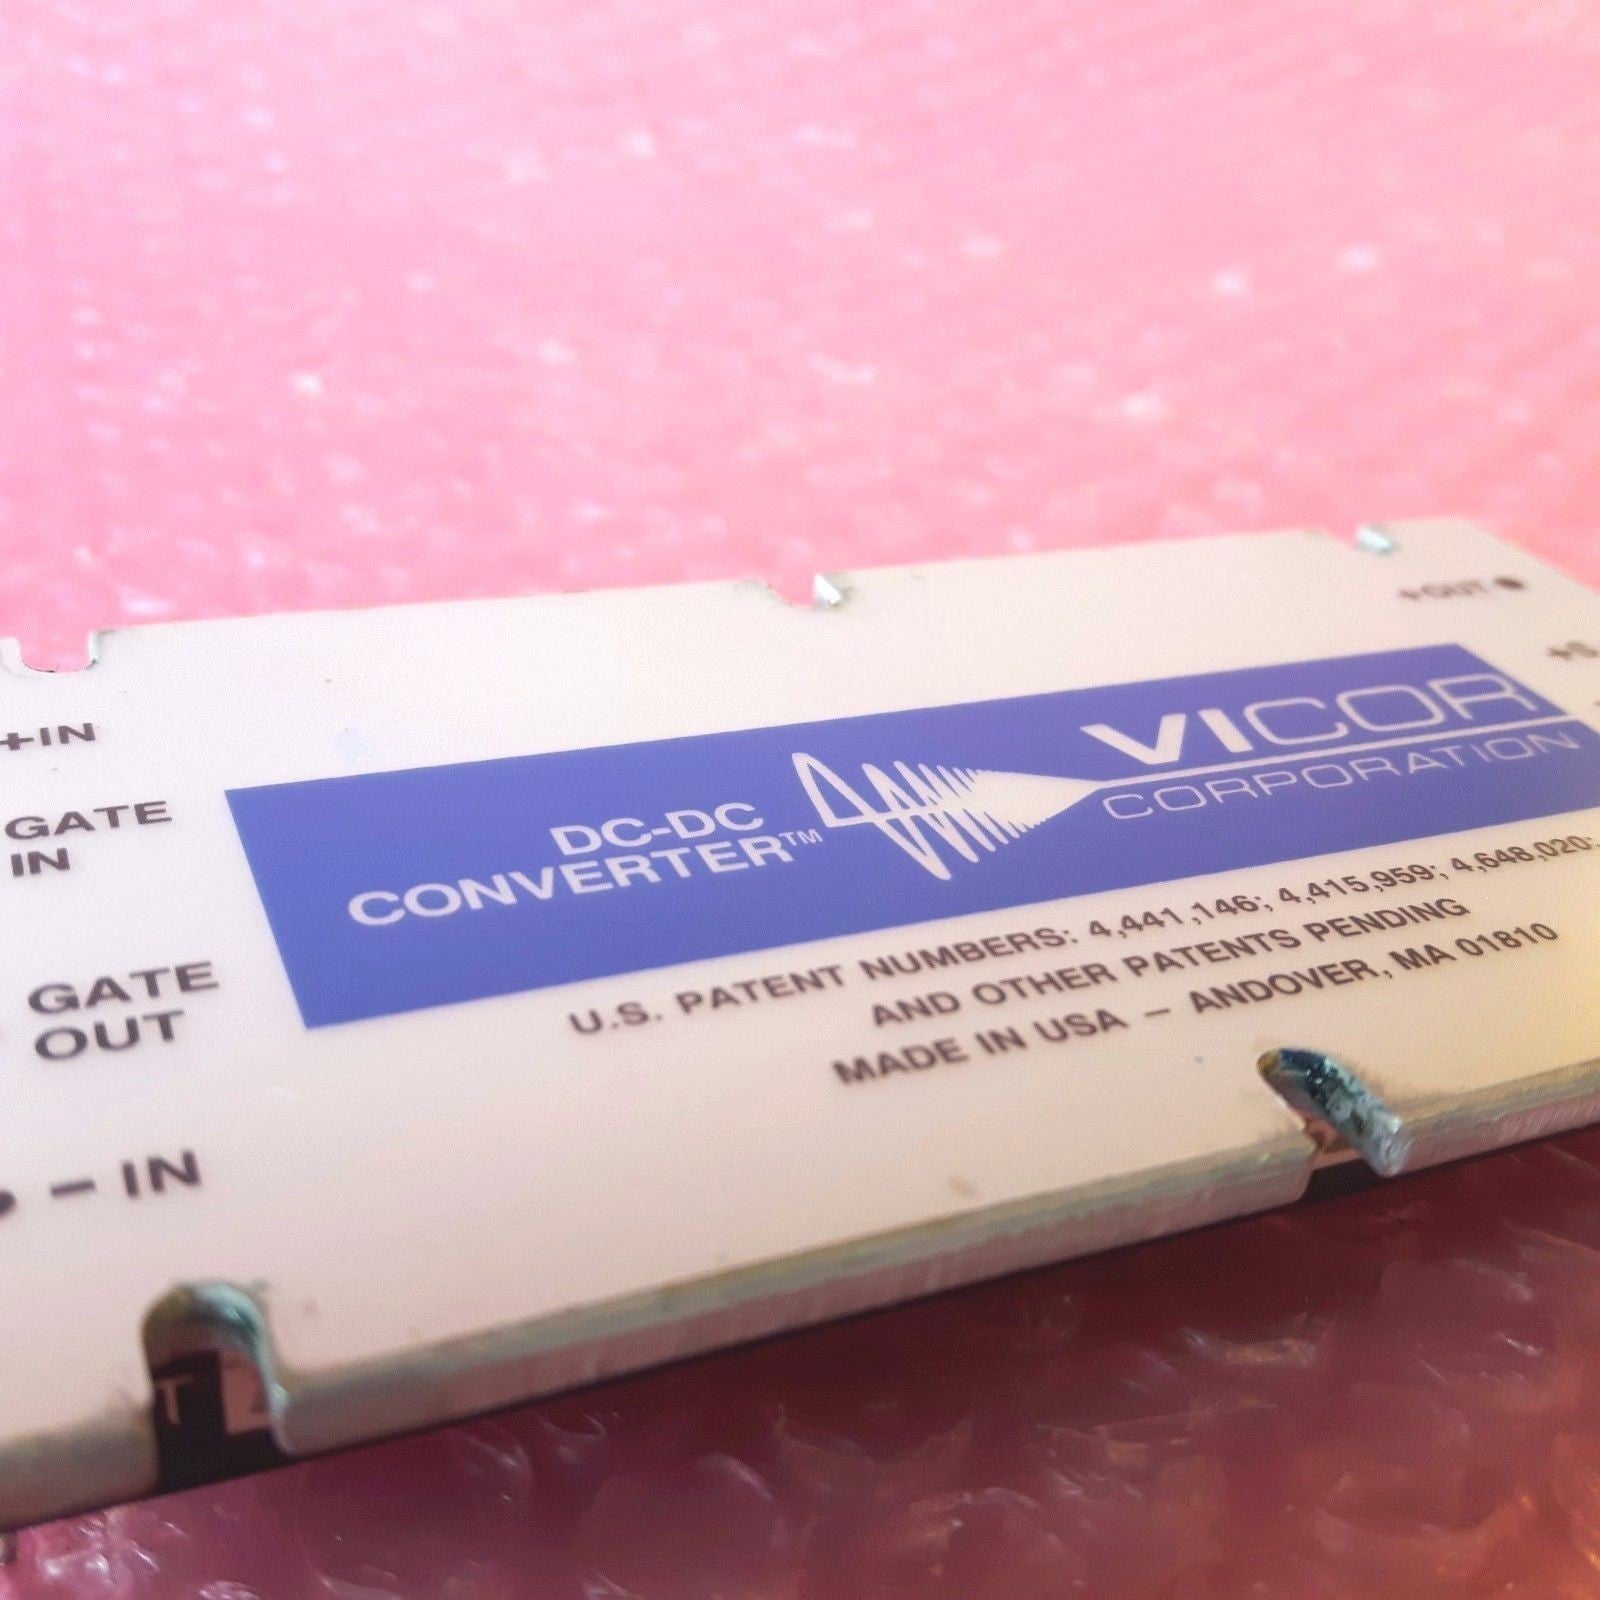 +IN
GATE
IN
GATE
OUT
- IN
DC-DC
CONVERTER™
VICOR
CORPORATION
+OUT
+S
U.S. PATENT NUMBERS: 4,441,146; 4,415,959; 4,648,020;
AND OTHER PATENTS PENDING
MADE IN USA – ANDOVER, MA 01810